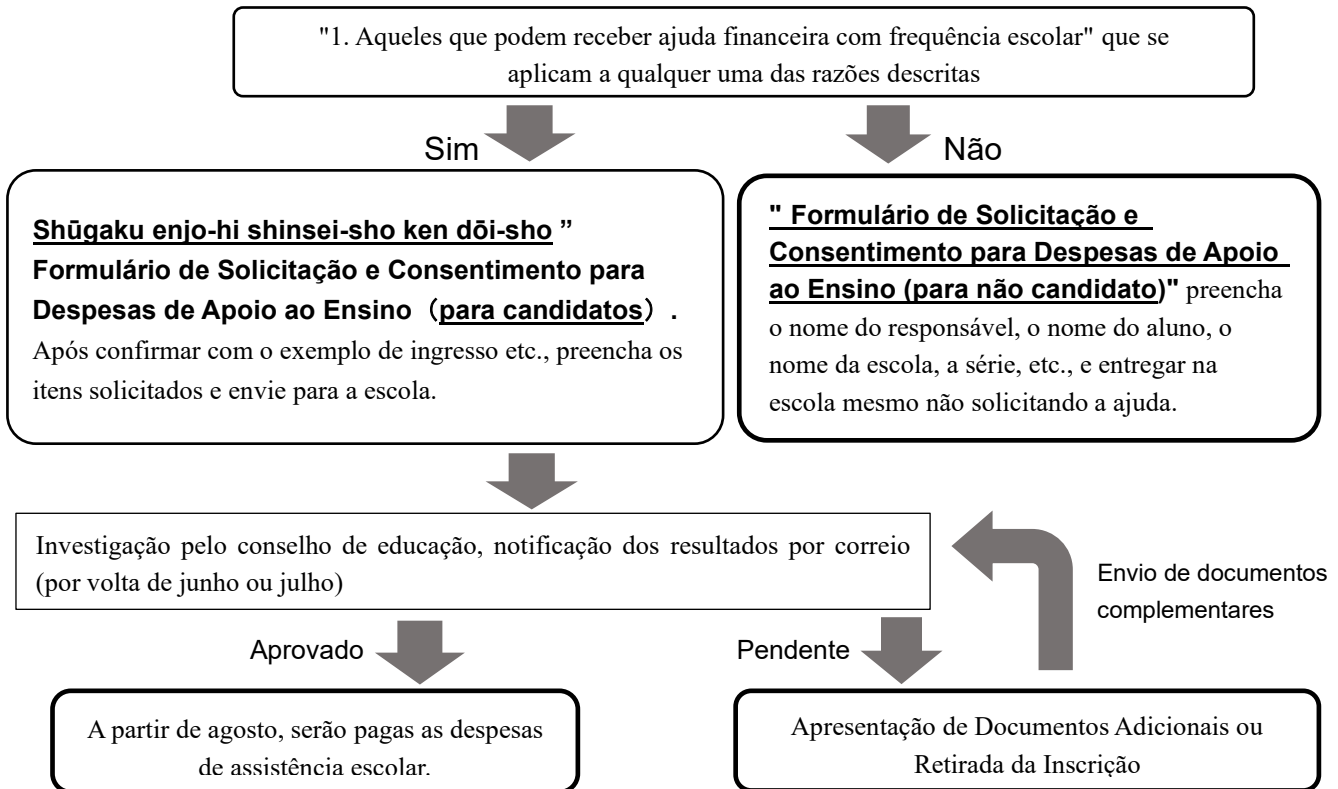 "1. Aqueles que podem receber ajuda financeira com frequência escolar" que se
aplicam a qualquer uma das razões descritas
Sim
Não
Shūgaku enjo-hi shinsei-sho ken dōi-sho ”
Formulário de Solicitação e Consentimento para
Despesas de Apoio ao Ensino（para candidatos）.
Após confirmar com o exemplo de ingresso etc., preencha os
itens solicitados e envie para a escola.
" Formulário de Solicitação e
Consentimento para Despesas de Apoio
ao Ensino (para não candidato)" preencha
o nome do responsável, o nome do aluno, o
nome da escola, a série, etc., e entregar na
escola mesmo não solicitando a ajuda.
Investigação pelo conselho de educação, notificação dos resultados por correio
(por volta de junho ou julho)
Envio de documentos
complementares
Aprovado
Pendente
A partir de agosto, serão pagas as despesas
de assistência escolar.
Apresentação de Documentos Adicionais ou
Retirada da Inscrição